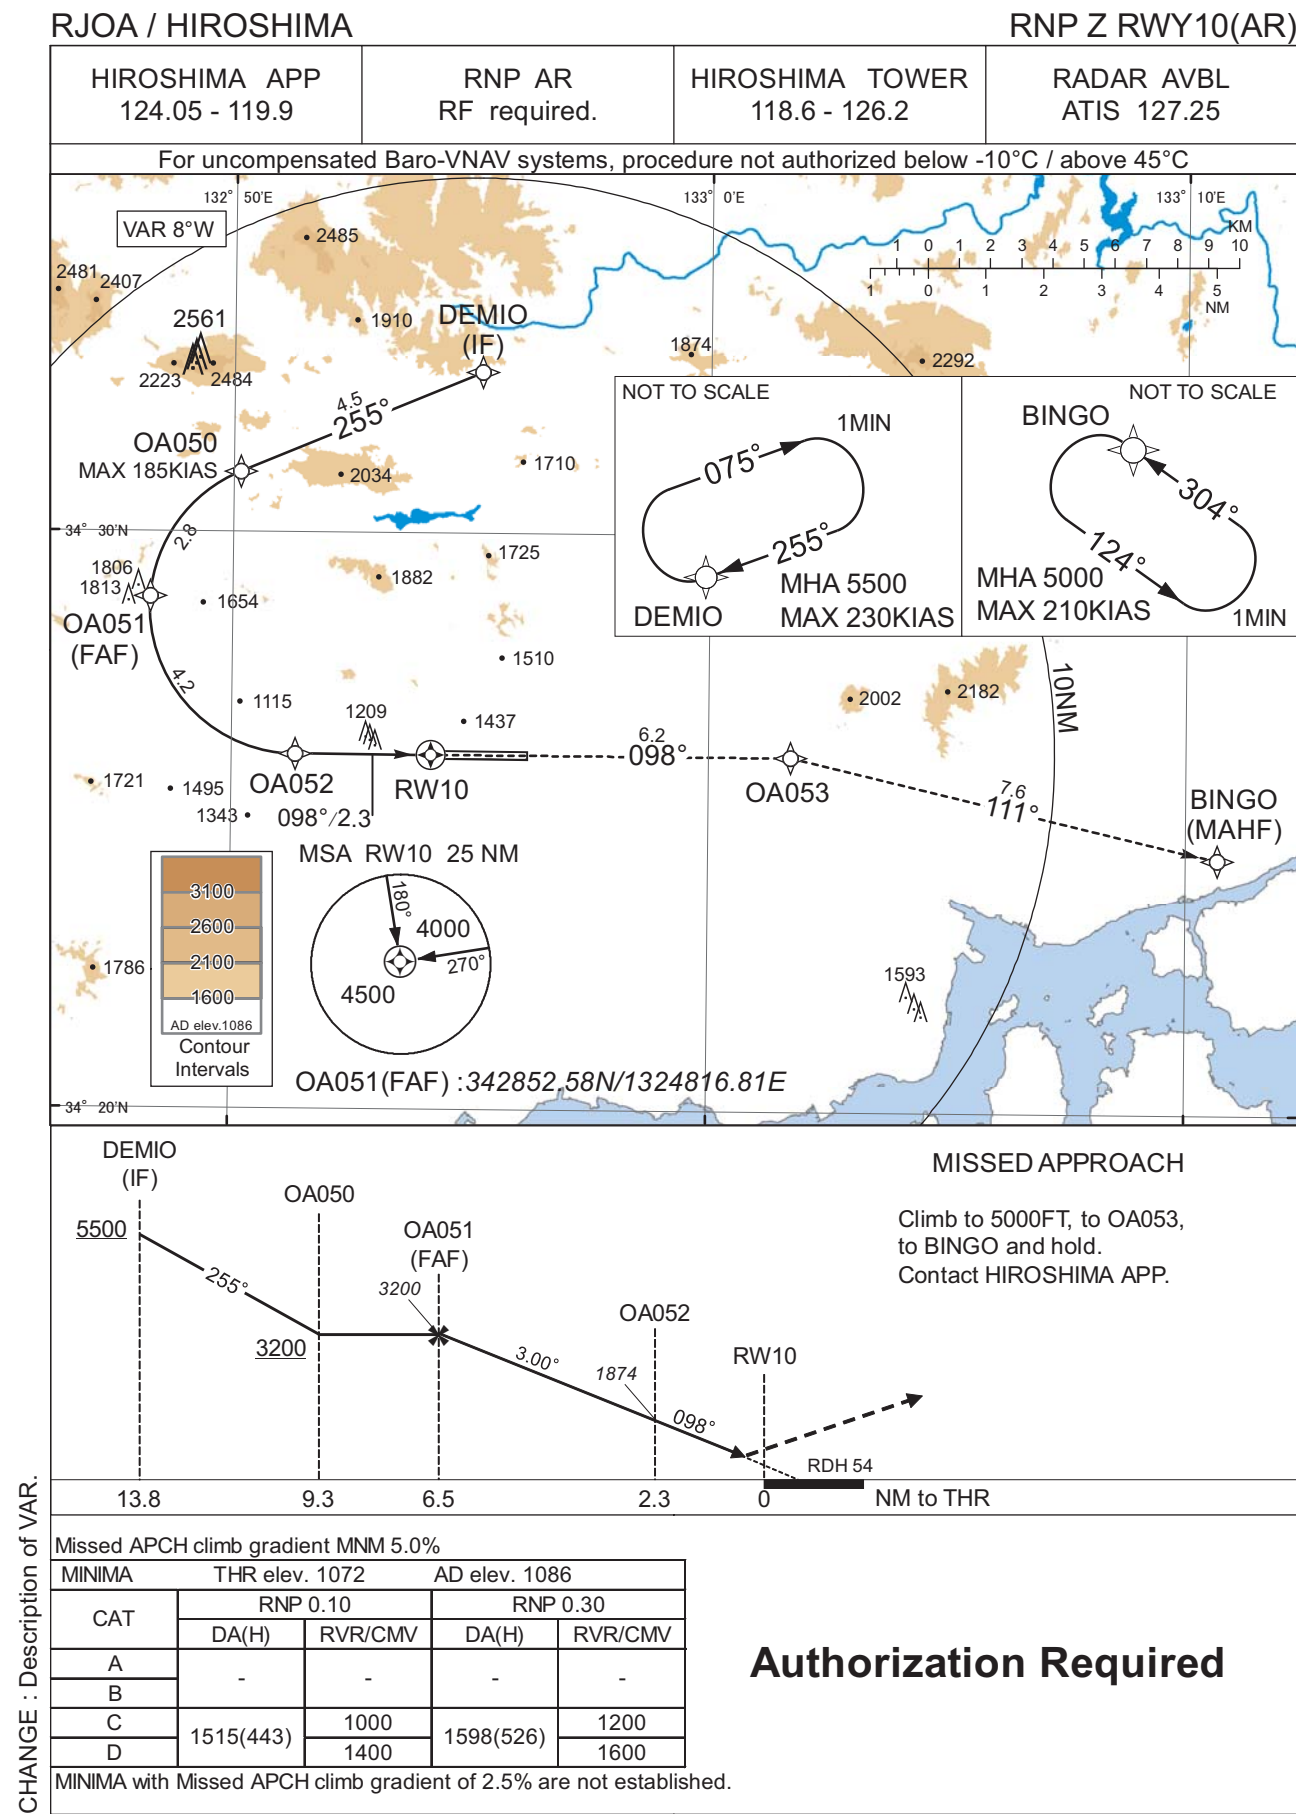 RJOA / HIROSHIMA
RNP Z RWY10(AR)
HIROSHIMA APP
124.05 - 119.9
RNP AR
RF required.
HIROSHIMA TOWER
118.6 - 126.2
RADAR AVBL
ATIS 127.25
For uncompensated Baro-VNAV systems, procedure not authorized below -10°C / above 45°C
132° 50'E
133° 0'E
133° 10'E
VAR 8°W
KM
1 0 1 2 3 4 5 6 7 8 9 10
1 0 1 2 3 4 5
NM
2485
2481
2407
2561
1910
2223
2484
DEMIO
(IF)
1874
2292
4.5
255°
OA050
MAX 185KIAS
2034
1710
NOT TO SCALE
1MIN
075°
255°
MHA 5500
MAX 230KIAS
DEMIO
NOT TO SCALE
BINGO
304°
124°
MHA 5000
MAX 210KIAS
1MIN
34° 30'N
2.8
1725
1882
1806
1813
1654
OA051
(FAF)
1510
4.2
1115
1209
1437
2002
2182
10NM
6.2
098°
OA052
RW10
OA053
7.6
111°
BINGO
(MAHF)
1721
1495
1343
098°/2.3
MSA RW10 25 NM
180°
4000
270°
4500
3100
2600
2100
1600
AD elev.1086
Contour
Intervals
1786
1593
OA051(FAF) :342852.58N/1324816.81E
34° 20'N
DEMIO
(IF)
OA050
OA051
(FAF)
5500
255°
3200
3200
OA052
RW10
3.00°
1874
098°
RDH 54
13.8
9.3
6.5
2.3
0
NM to THR
MISSED APPROACH
Climb to 5000FT, to OA053,
to BINGO and hold.
Contact HIROSHIMA APP.
Missed APCH climb gradient MNM 5.0%
MINIMA THR elev. 1072 AD elev. 1086
CAT RNP 0.10 RNP 0.30
DA(H) RVR/CMV DA(H) RVR/CMV
A
- - - -
B
C 1000 1200
1515(443) 1598(526)
D 1400 1600
MINIMA with Missed APCH climb gradient of 2.5% are not established.
Authorization Required
CHANGE : Description of VAR.